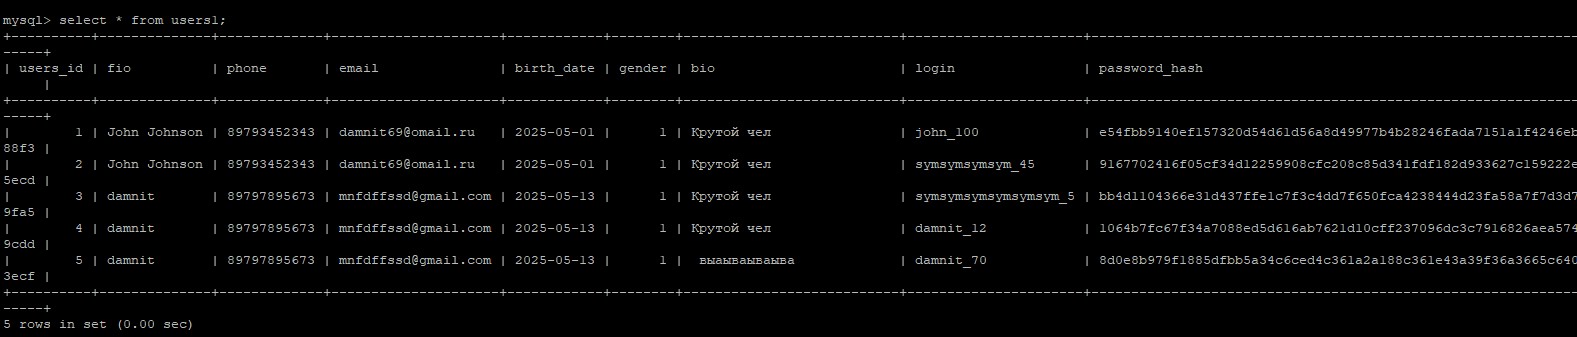 mysql> select * from users1;
+----------+--------------+-------------+---------------------+------------+--------+---------------------------+----------------------+------------------------------------------------------------
-----+
| users_id | fio          | phone       | email               | birth_date | gender | bio                       | login                | password_hash
     |
+----------+--------------+-------------+---------------------+------------+--------+---------------------------+----------------------+------------------------------------------------------------
-----+
|        1 | John Johnson | 89793452343 | damnit69@omail.ru   | 2025-05-01 |      1 | Крутой чел                | john_100             | e54fbb9140ef157320d54d61d56a8d49977b4b28246fada7151a1f4246eb
88f3 |
|        2 | John Johnson | 89793452343 | damnit69@omail.ru   | 2025-05-01 |      1 | Крутой чел                | symsymsymsym_45      | 9167702416f05cf34d12259908cfc208c85d341fdf182d933627c159222e
5ecd |
|        3 | damnit       | 89797895673 | mnfdffssd@gmail.com | 2025-05-13 |      1 | Крутой чел                | symsymsymsymsymsym_5 | bb4d1104366e31d437ffe1c7f3c4dd7f650fca4238444d23fa58a7f7d3d7
9fa5 |
|        4 | damnit       | 89797895673 | mnfdffssd@gmail.com | 2025-05-13 |      1 | Крутой чел                | damnit_12            | 1064b7fc67f34a7088ed5d616ab7621d10cff237096dc3c7916826aea574
9cdd |
|        5 | damnit       | 89797895673 | mnfdffssd@gmail.com | 2025-05-13 |      1 |  выаываываыва             | damnit_70            | 8d0e8b979f1885dfbb5a34c6ced4c361a2a188c361e43a39f36a3665c640
3ecf |
+----------+--------------+-------------+---------------------+------------+--------+---------------------------+----------------------+------------------------------------------------------------
-----+
5 rows in set (0.00 sec)